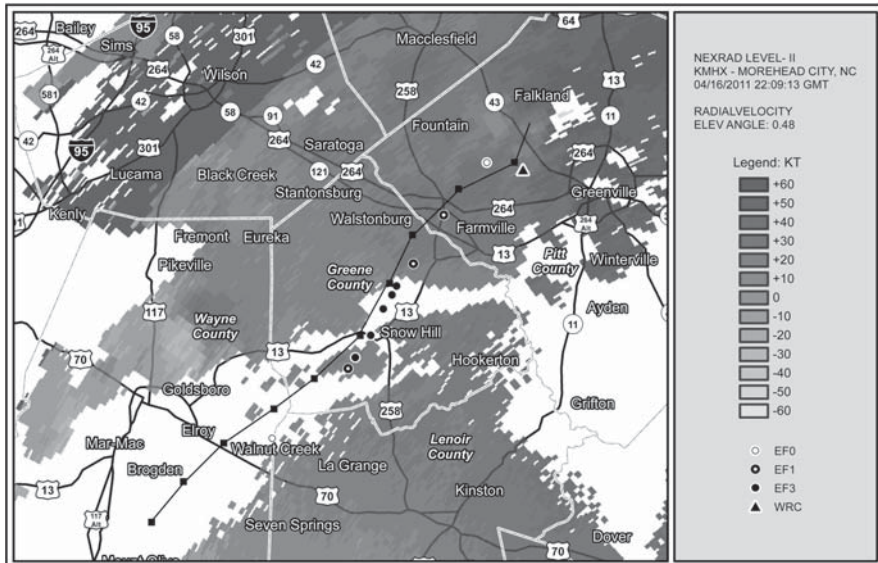 Bailey
95
64
264
Sims
58
301
Macclesfield
264 Alt
42
264
Wilson
13
258
581
42
43
Falkland
58
91
11
42
Fountain
264
Saratoga
95
301
121
264
264
Lucama
Black Creek
Stantonsburg
Greenville
Kenly
Walstonburg
264
264 Alt
Farmville
Fremont
Eureka
13
Pikeville
Greene County
Pitt County
Winterville
117
Wayne County
13
Ayden
11
Snow Hill
70
13
Hookerton
Goldsboro
258
Grifton
Elroy
Mar-Mac
Walnut Creek
Lenoir County
Brogden
La Grange
13
70
Kinston
117 Alt
Seven Springs
Dover
70
Mount Olive
NEXRAD LEVEL- II
KMHX - MOREHEAD CITY, NC
04/16/2011 22:09:13 GMT
RADIALVELOCITY
ELEV ANGLE: 0.48
Legend: KT
+60
+50
+40
+30
+20
+10
0
-10
-20
-30
-40
-50
-60
EF0
EF1
EF3
WRC